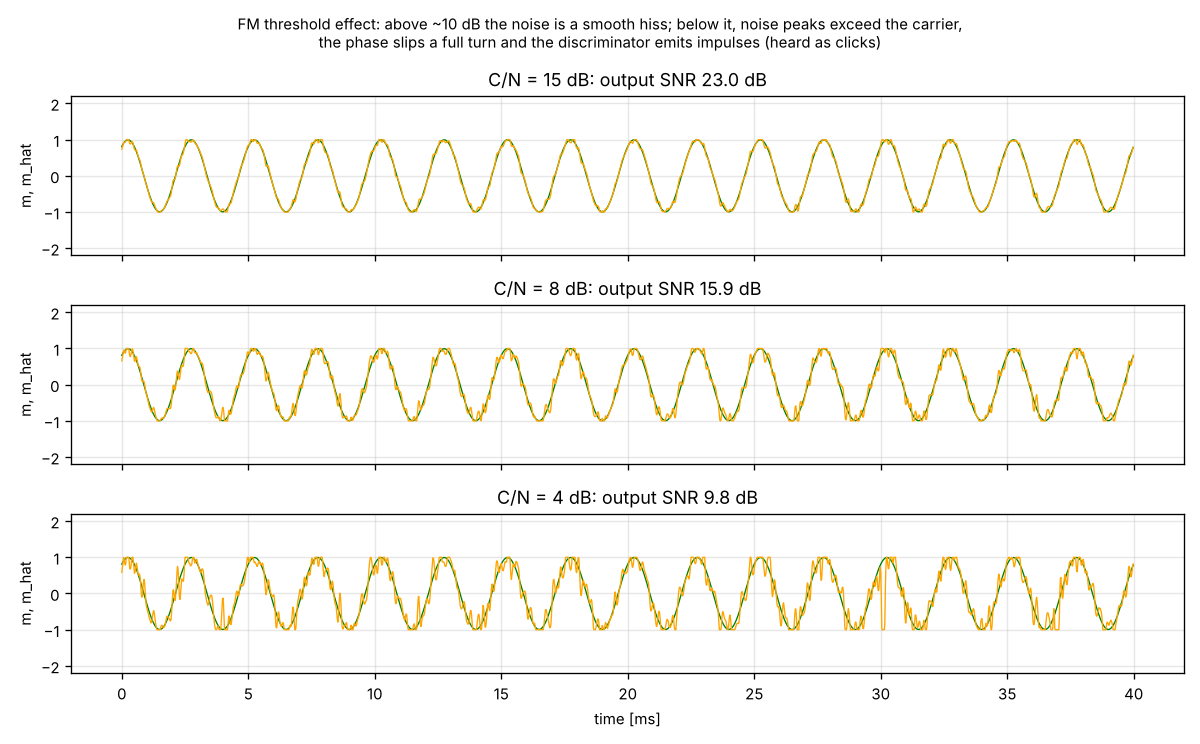 FM threshold effect: above ~10 dB the noise is a smooth hiss; below it, noise peaks exceed the carrier,
the phase slips a full turn and the discriminator emits impulses (heard as clicks)
C/N = 15 dB: output SNR 23.0 dB
2
1
0
−1
−2
m, m_hat
C/N = 8 dB: output SNR 15.9 dB
2
1
0
−1
−2
m, m_hat
C/N = 4 dB: output SNR 9.8 dB
2
1
0
−1
−2
m, m_hat
0 5 10 15 20 25 30 35 40
time [ms]